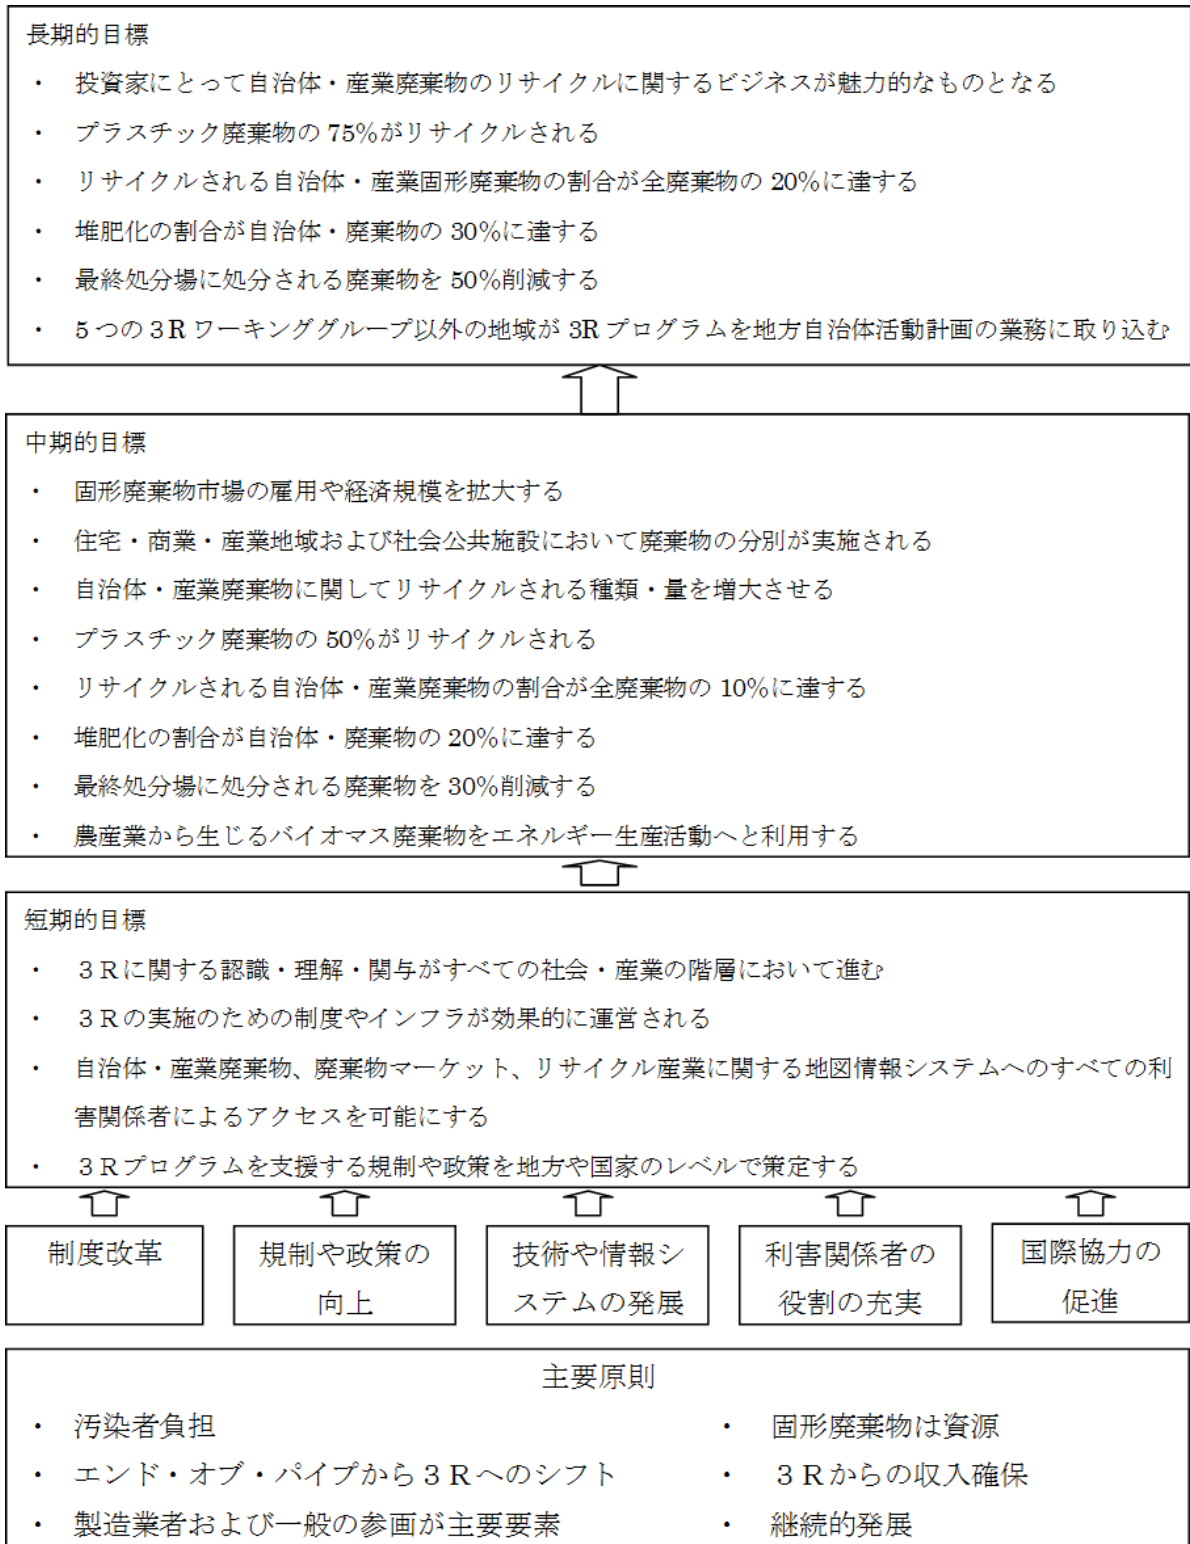 長期的目標
・ 投資家にとって自治体・産業廃棄物のリサイクルに関するビジネスが魅力的なものとなる
・ プラスチック廃棄物の 75%がリサイクルされる
・ リサイクルされる自治体・産業固形廃棄物の割合が全廃棄物の 20%に達する
・ 堆肥化の割合が自治体・廃棄物の 30%に達する
・ 最終処分場に処分される廃棄物を 50%削減する
・ 5つの3R ワーキンググループ以外の地域が 3R プログラムを地方自治体活動計画の業務に取り込む
中期的目標
・ 固形廃棄物市場の雇用や経済規模を拡大する
・ 住宅・商業・産業地域および社会公共施設において廃棄物の分別が実施される
・ 自治体・産業廃棄物に関してリサイクルされる種類・量を増大させる
・ プラスチック廃棄物の 50%がリサイクルされる
・ リサイクルされる自治体・産業廃棄物の割合が全廃棄物の 10%に達する
・ 堆肥化の割合が自治体・廃棄物の 20%に達する
・ 最終処分場に処分される廃棄物を 30%削減する
・ 農産業から生じるバイオマス廃棄物をエネルギー生産活動へと利用する
短期的目標
・ 3Rに関する認識・理解・関与がすべての社会・産業の階層において進む
・ 3Rの実施のための制度やインフラが効果的に運営される
・ 自治体・産業廃棄物、廃棄物マーケット、リサイクル産業に関する地図情報システムへのすべての利
害関係者によるアクセスを可能にする
・ 3Rプログラムを支援する規制や政策を地方や国家のレベルで策定する
制度改革
規制や政策の
向上
技術や情報シ
ステムの発展
利害関係者の
役割の充実
国際協力の
促進
主要原則
・ 汚染者負担
・ エンド・オブ・パイプから3Rへのシフト
・ 製造業者および一般の参画が主要要素
・ 固形廃棄物は資源
・ 3Rからの収入確保
・ 継続的発展